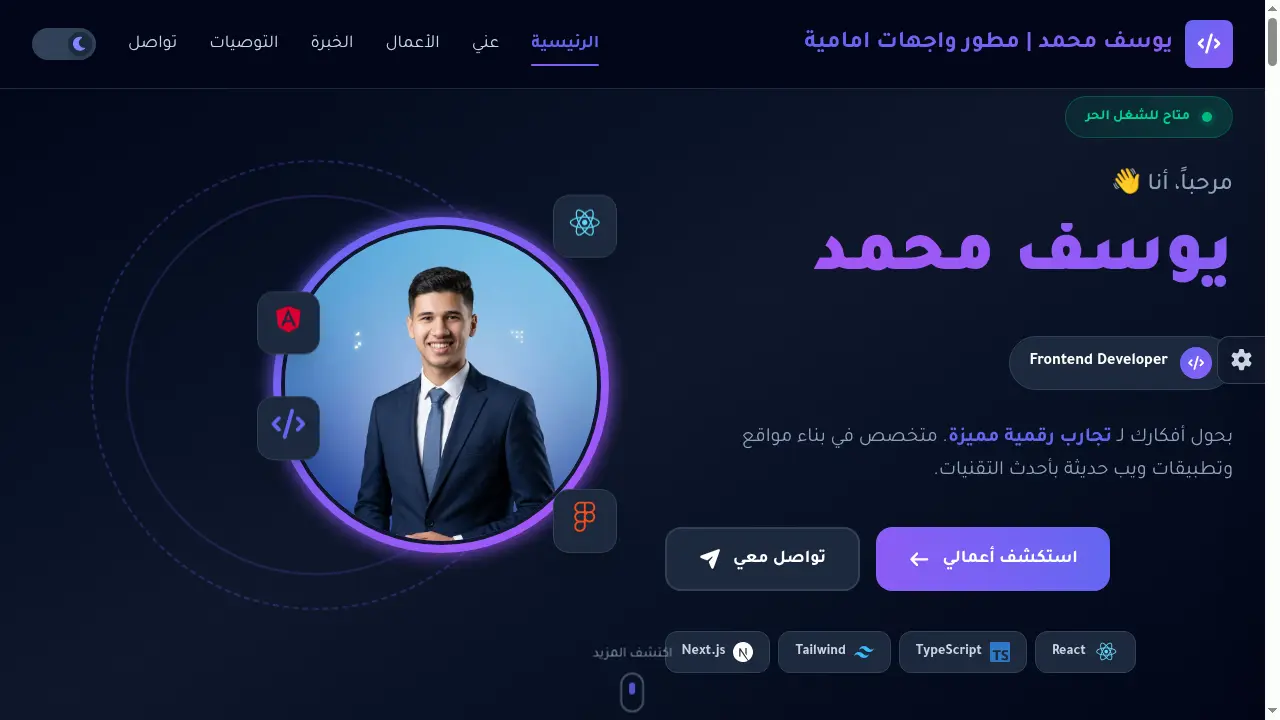 يوسف محمد | مطور واجهات امامية
الرئيسية
عني
الأعمال
الخبرة
التوصيات
تواصل
متاح للشغل الحر
مرحباً، أنا 👋
يوسف محمد
Frontend Developer
بحول أفكارك لـ تجارب رقمية مميزة. متخصص في بناء مواقع
وتطبيقات ويب حديثة بأحدث التقنيات.
استكشف أعمالي
تواصل معي
React
TypeScript
Tailwind
Next.js
اكتشف المزيد